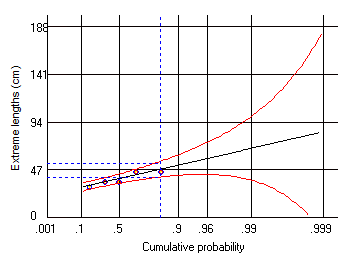 188
141
94
47
0
Extreme lengths (cm)
.001 .1 .5 .9 .96 .99 .999
Cumulative probability